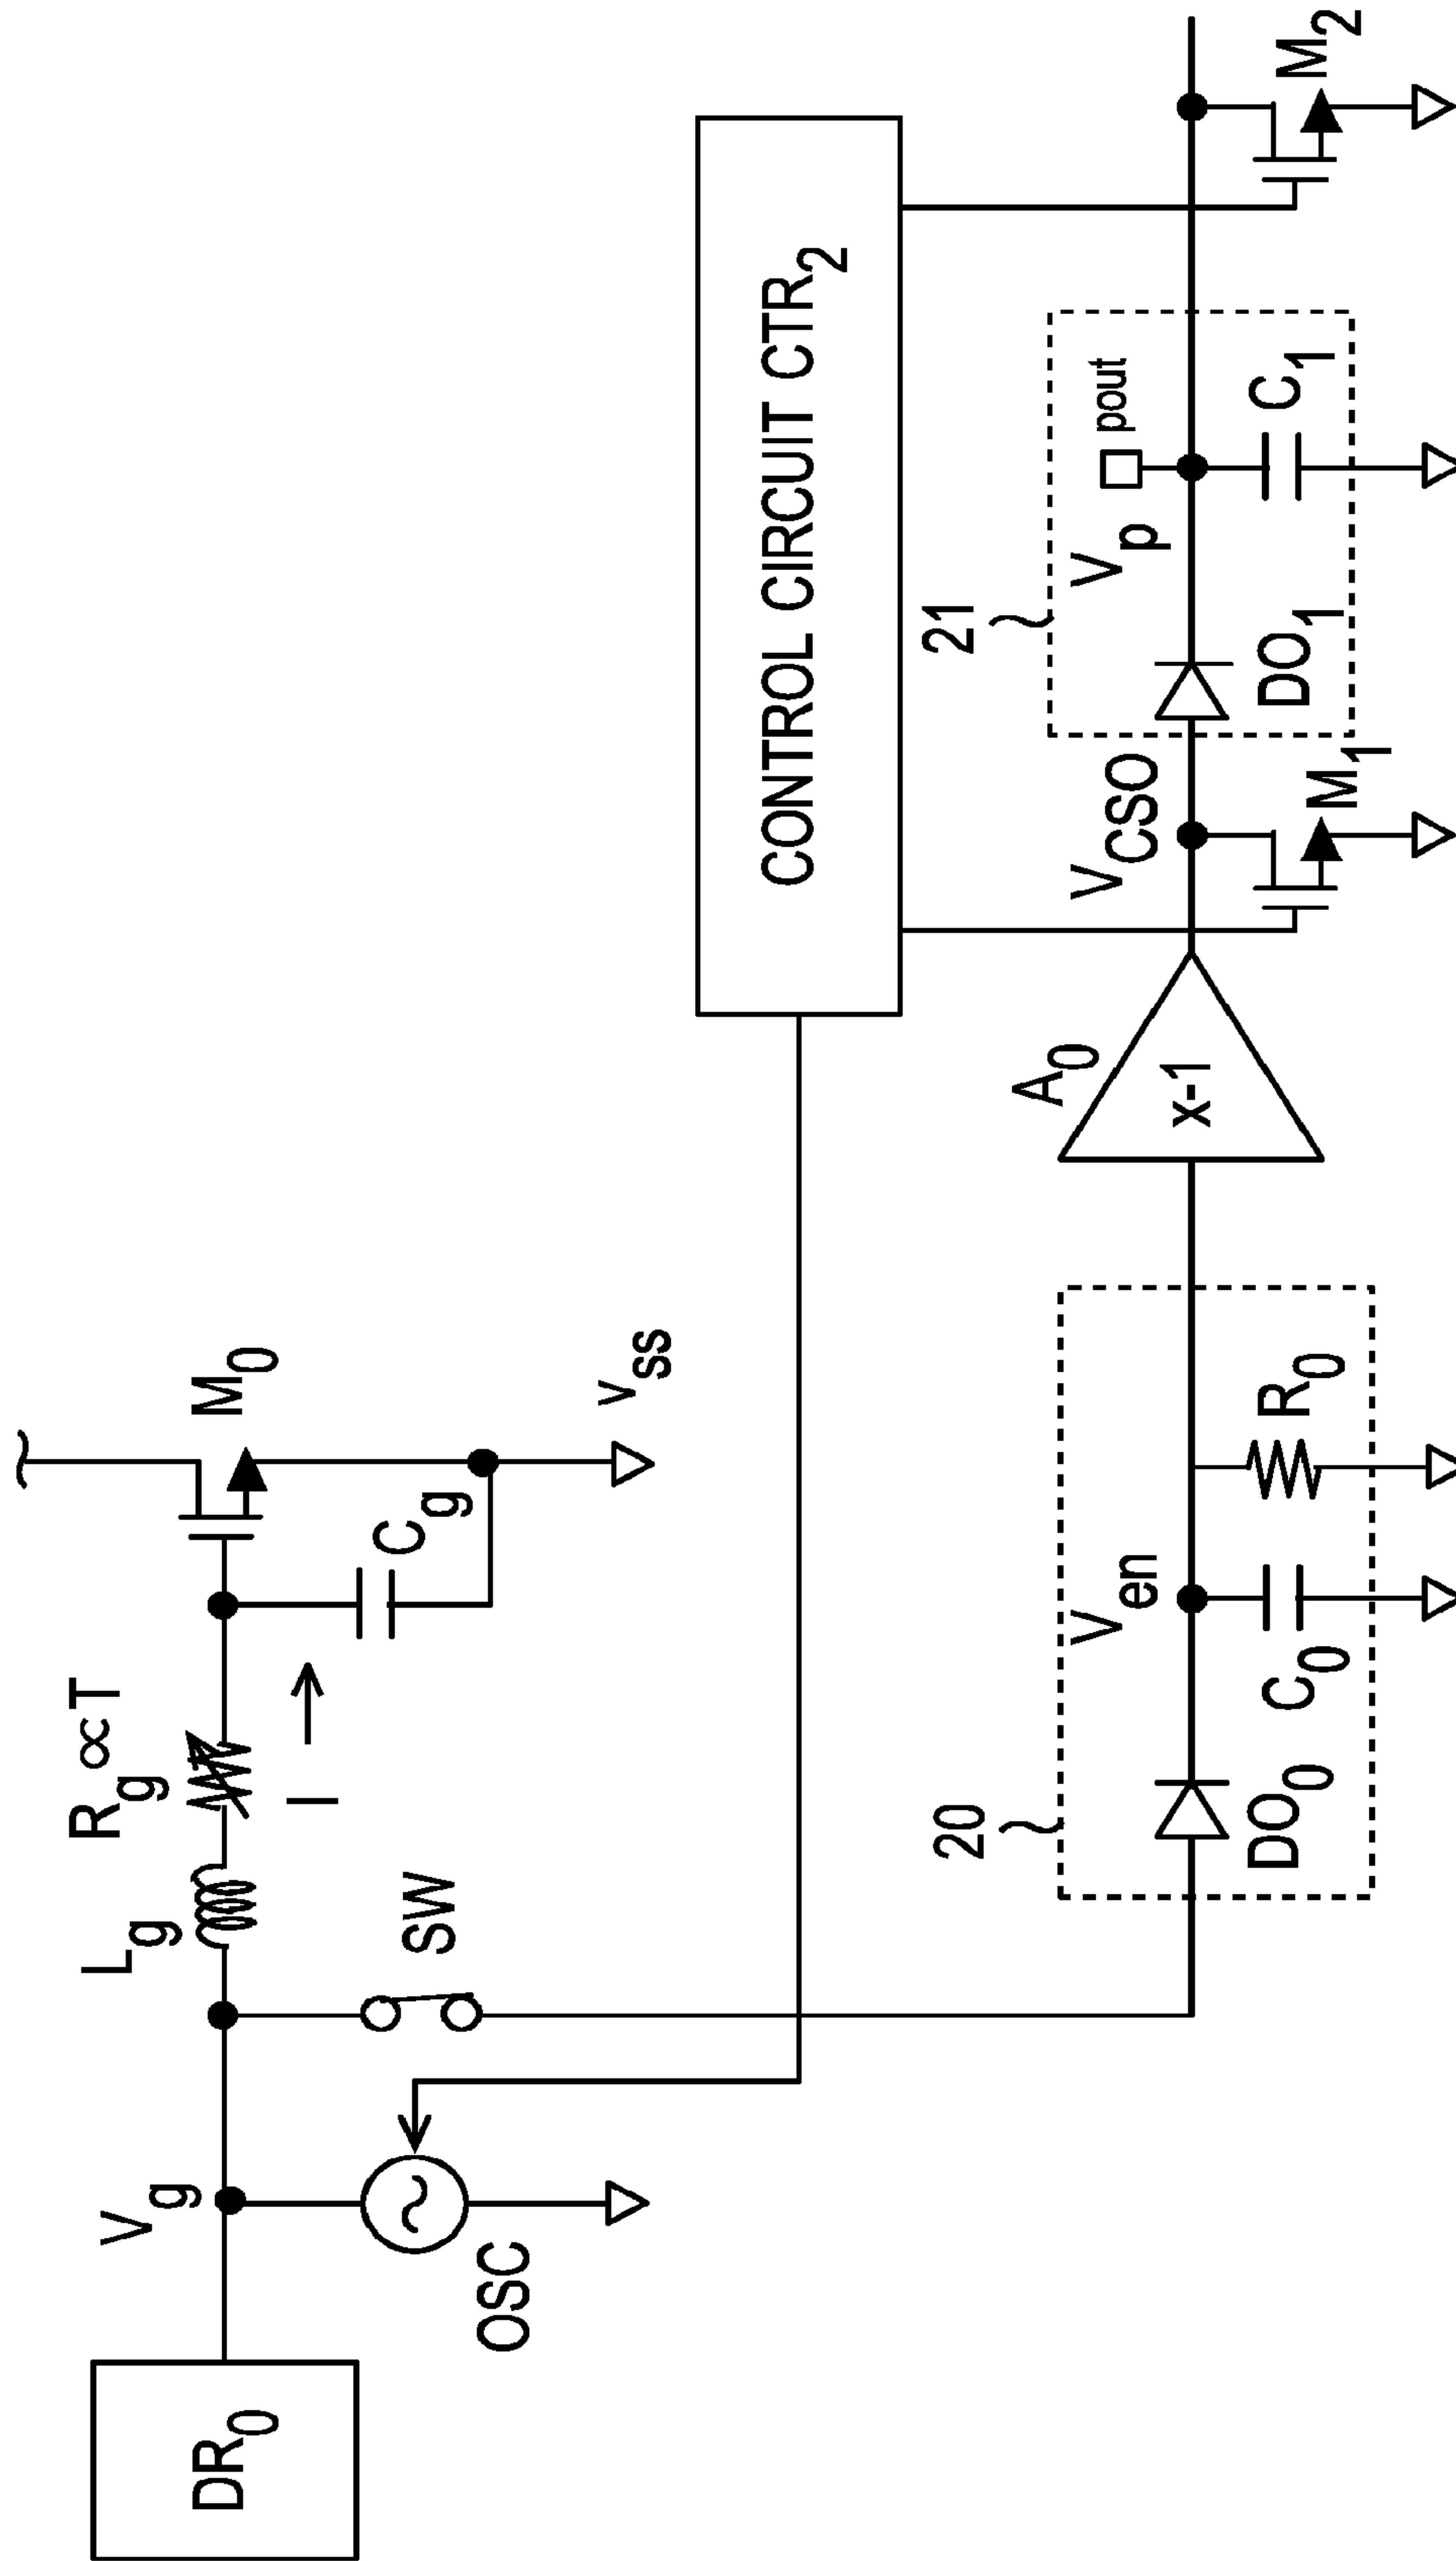 DR0
Vg
OSC
Lg
Rg ∝T
I
SW
Cg
M0
vss
CONTROL CIRCUIT CTR2
20
DO0
Ven
C0
R0
A0
x-1
VCSO
M1
21
DO1
Vp
pout
C1
M2